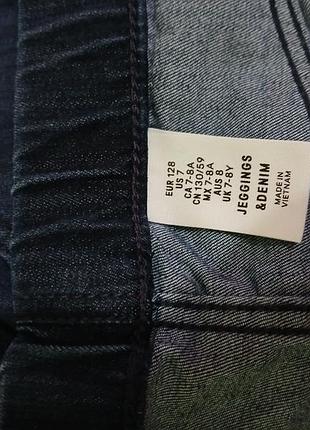 EUR 128
US 7
CA 7-8A
CN 130/59
MX 7-8A
AUS 8
UK 7-8Y
JEGGINGS
&DENIM
MADE IN
VIETNAM